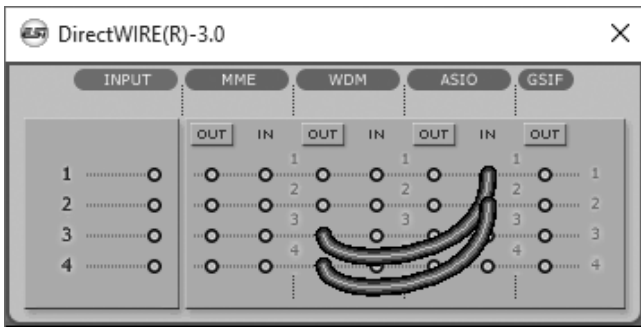 ESI DirectWIRE(R)-3.0
INPUT MME WDM ASIO GSIF
OUT IN OUT IN OUT IN OUT
1 1 1 1 1
2 2 2 2 2
3 3 3 3 3
4 4 4 4